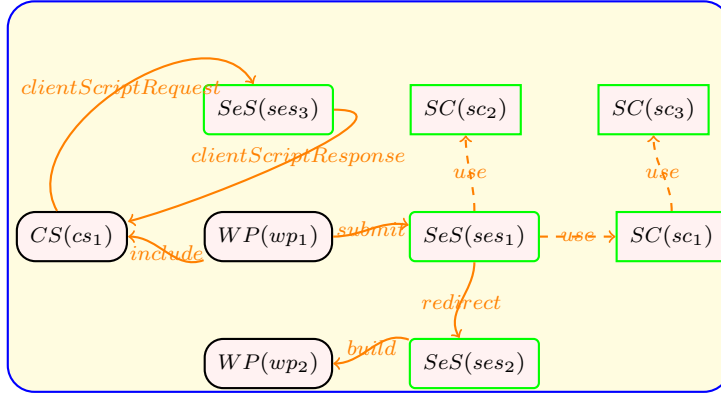 clientScriptRequest
SeS(ses₃)
SC(sc₂)
SC(sc₃)
clientScriptResponse
use
use
CS(cs₁)
WP(wp₁)
submit
SeS(ses₁)
use
SC(sc₁)
include
redirect
WP(wp₂)
build
SeS(ses₂)